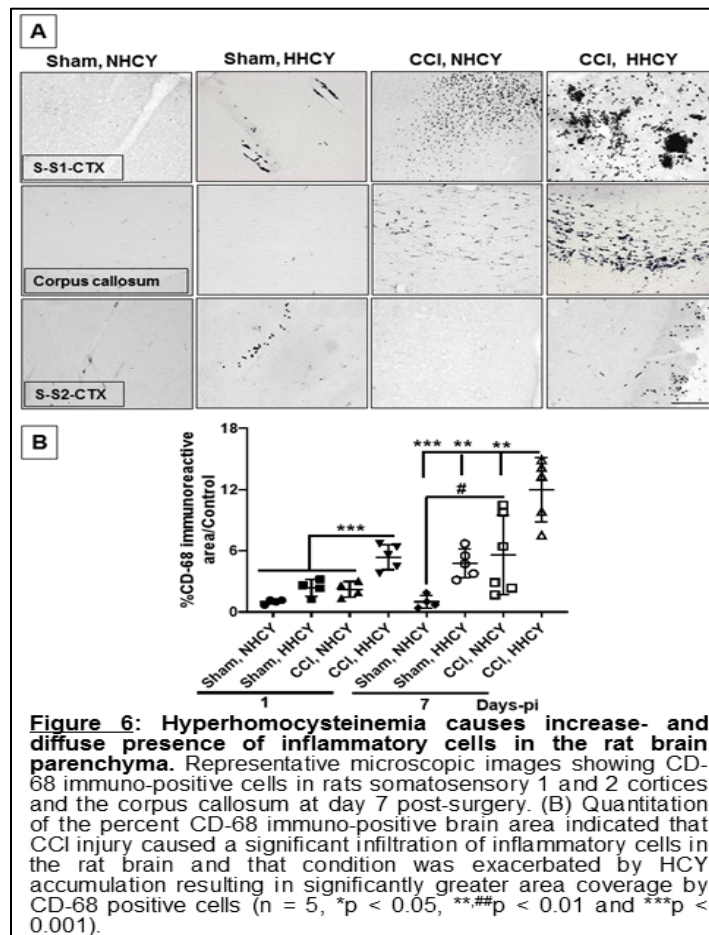 A
Sham, NHCY Sham, HHCY CCI, NHCY CCI, HHCY
S-S1-CTX
Corpus callosum
S-S2-CTX
B
%CD-68 immunoreactive
area/Control
18
12
6
0
***
*** ** **
#
Sham, NHCY
Sham, HHCY
CCI, NHCY
CCI, HHCY
Sham, NHCY
Sham, HHCY
CCI, NHCY
CCI, HHCY
1 7 Days-pi
Figure 6: Hyperhomocysteinemia causes increase- and
diffuse presence of inflammatory cells in the rat brain
parenchyma. Representative microscopic images showing CD-
68 immuno-positive cells in rats somatosensory 1 and 2 cortices
and the corpus callosum at day 7 post-surgery. (B) Quantitation
of the percent CD-68 immuno-positive brain area indicated that
CCI injury caused a significant infiltration of inflammatory cells in
the rat brain and that condition was exacerbated by HCY
accumulation resulting in significantly greater area coverage by
CD-68 positive cells (n = 5, *p < 0.05, **,##p < 0.01 and ***p <
0.001).